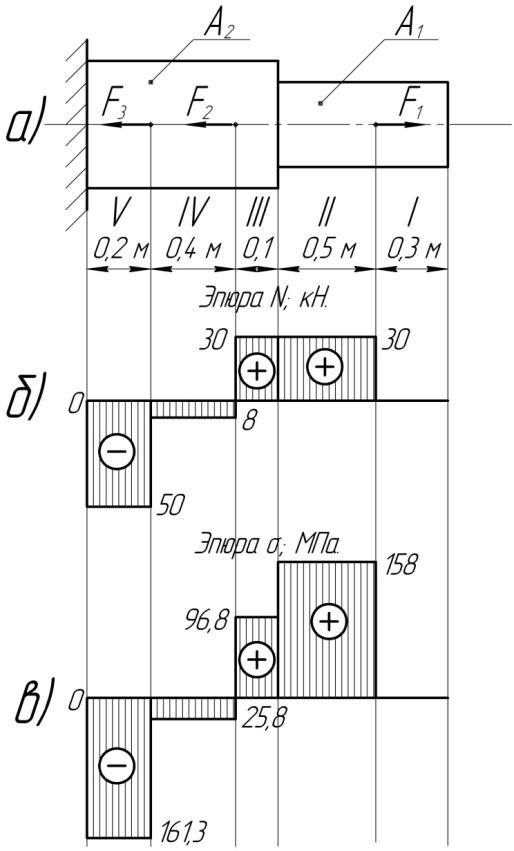 A₂ A₁
а) F₃ F₂ F₁
V IV III II I
0,2 м 0,4 м 0,1 0,5 м 0,3 м
Эпюра N; кН.
30 30
б) 0
8
50
Эпюра σ; МПа.
158
96,8
в) 0
25,8
161,3